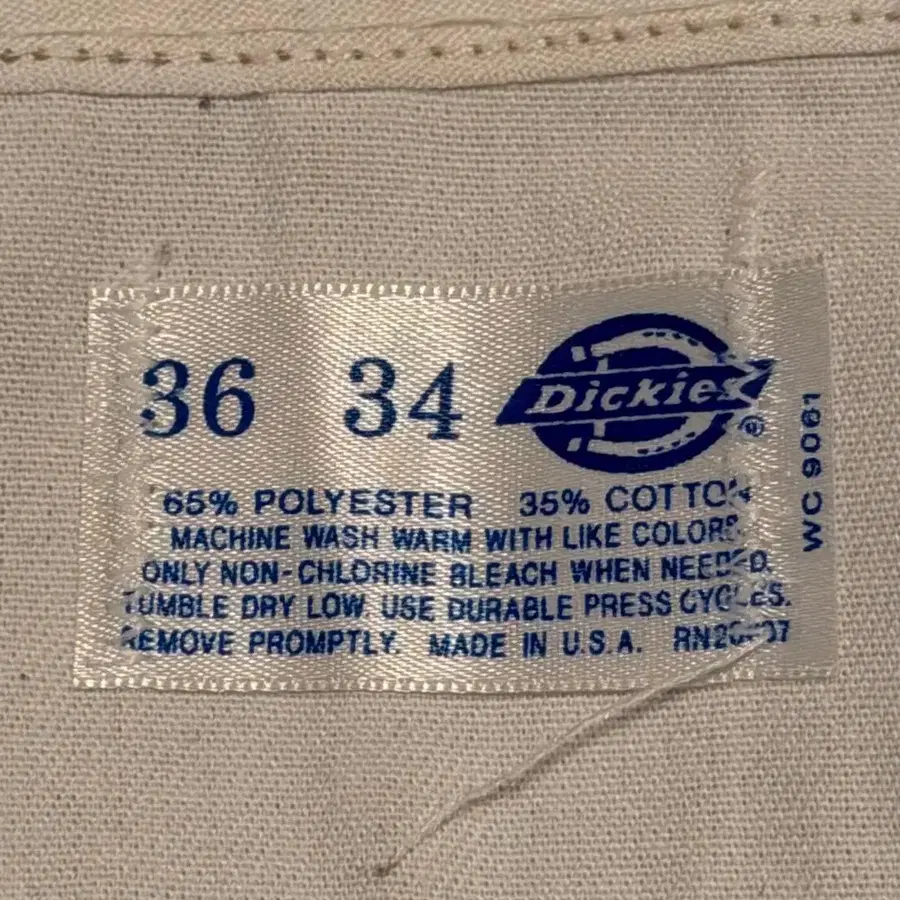 36 34 Dickies ®
65% POLYESTER 35% COTTON
MACHINE WASH WARM WITH LIKE COLORS
ONLY NON-CHLORINE BLEACH WHEN NEEDED.
TUMBLE DRY LOW. USE DURABLE PRESS CYCLES.
REMOVE PROMPTLY. MADE IN U.S.A.
WC 9061